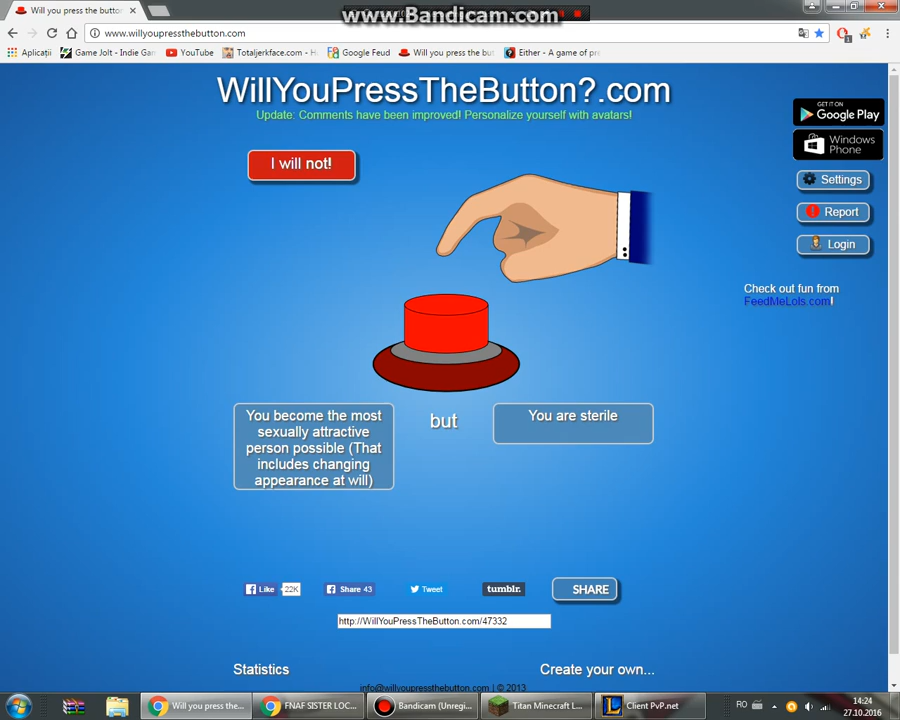 Will you press the button?
www.Bandicam.com
www.willyoupressthebutton.com
Aplicații
Game Jolt - Indie Gam
YouTube
Totaljerkface.com - H
Google Feud
Will you press the but
Either - A game of pre
WillYouPressTheButton?.com
Update: Comments have been improved! Personalize yourself with avatars!
GET IT ON
Google Play
Windows
Phone
I will not!
Settings
Report
Login
Check out fun from
FeedMeLols.com!
You become the most
sexually attractive
person possible (That
includes changing
appearance at will)
but
You are sterile
Like
22K
Share 43
Tweet
tumblr.
SHARE
http://WillYouPressTheButton.com/47332
Statistics
Create your own...
info@willyoupressthebutton.com | © 2013
Will you press the...
FNAF SISTER LOC...
Bandicam (Unregi...
Titan Minecraft L...
Client PvP.net
RO
14:24
27.10.2016